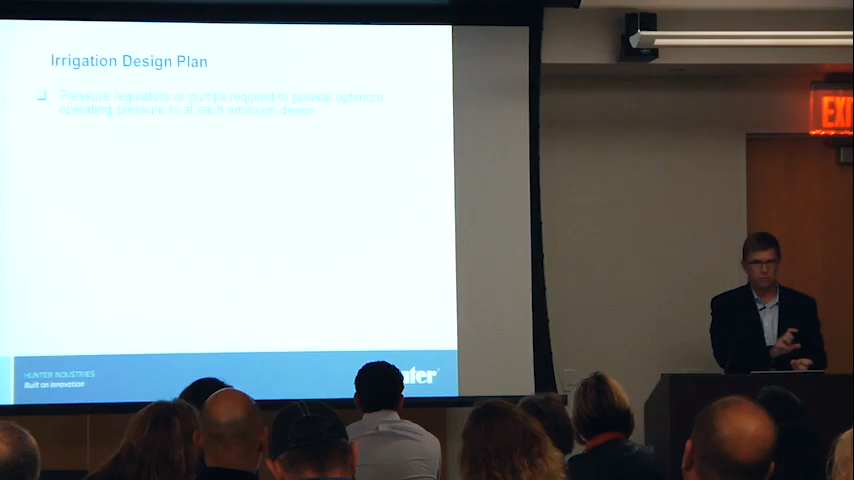 Irrigation Design Plan
Pressure regulators or pumps required to provide optimum
operating pressure to at each emission device
HUNTER INDUSTRIES
Built on Innovation